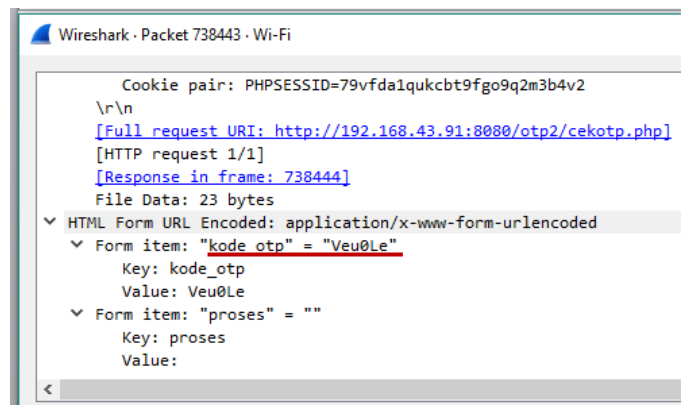 Wireshark · Packet 738443 · Wi-Fi
Cookie pair: PHPSESSID=79vfda1qukcbt9fgo9q2m3b4v2
\r\n
[Full request URI: http://192.168.43.91:8080/otp2/cekotp.php]
[HTTP request 1/1]
[Response in frame: 738444]
File Data: 23 bytes
HTML Form URL Encoded: application/x-www-form-urlencoded
Form item: "kode_otp" = "Veu0Le"
Key: kode_otp
Value: Veu0Le
Form item: "proses" = ""
Key: proses
Value: